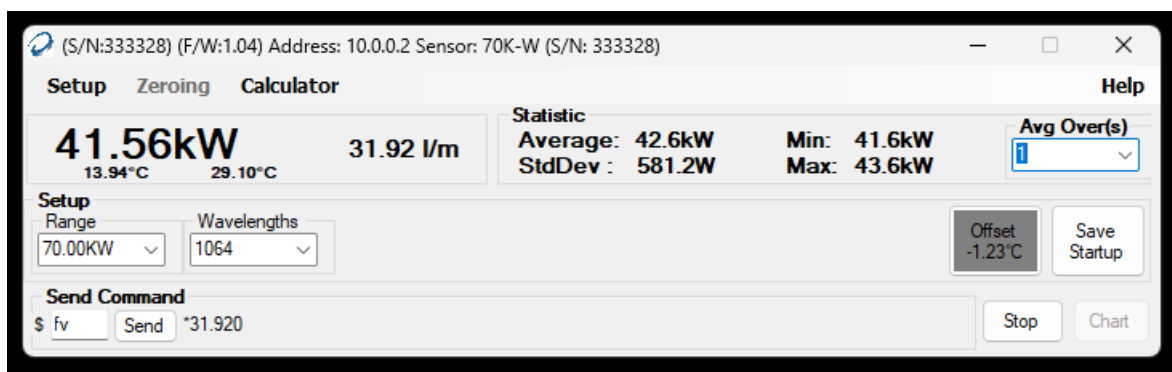 (S/N:333328) (F/W:1.04) Address: 10.0.0.2 Sensor: 70K-W (S/N: 333328)
Setup Zeroing Calculator Help
41.56kW 31.92 l/m
13.94°C 29.10°C
Statistic
Average: 42.6kW Min: 41.6kW
StdDev : 581.2W Max: 43.6kW
Avg Over(s)
1
Setup
Range Wavelengths
70.00KW 1064
Offset
-1.23°C
Save
Startup
Send Command
$ fv Send *31.920
Stop Chart